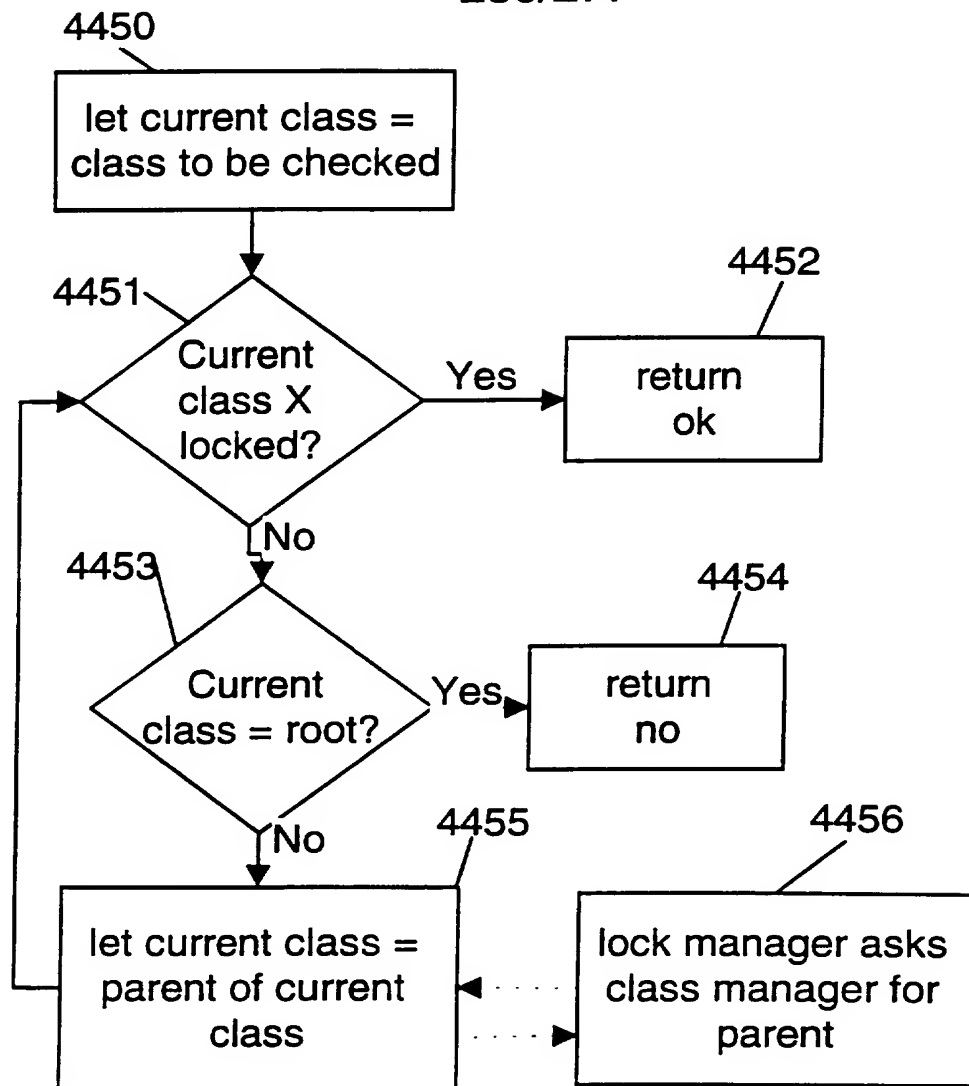 4450
let current class =
class to be checked
4451
Current
class X
locked?
Yes
4452
return
ok
No
4453
Current
class = root?
Yes
4454
return
no
No
4455
let current class =
parent of current
class
4456
lock manager asks
class manager for
parent